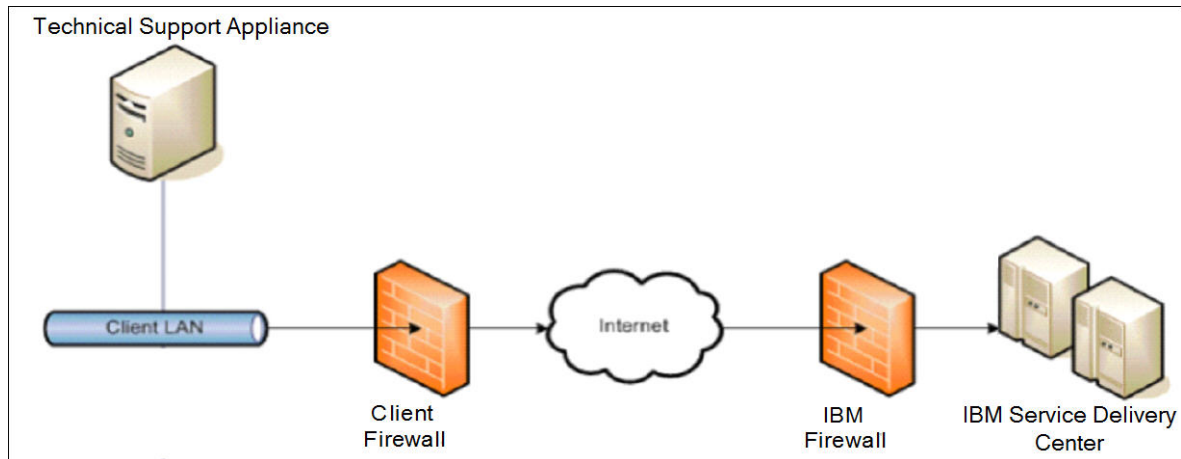 Technical Support Appliance
Client LAN
Internet
Client
Firewall
IBM
Firewall
IBM Service Delivery
Center